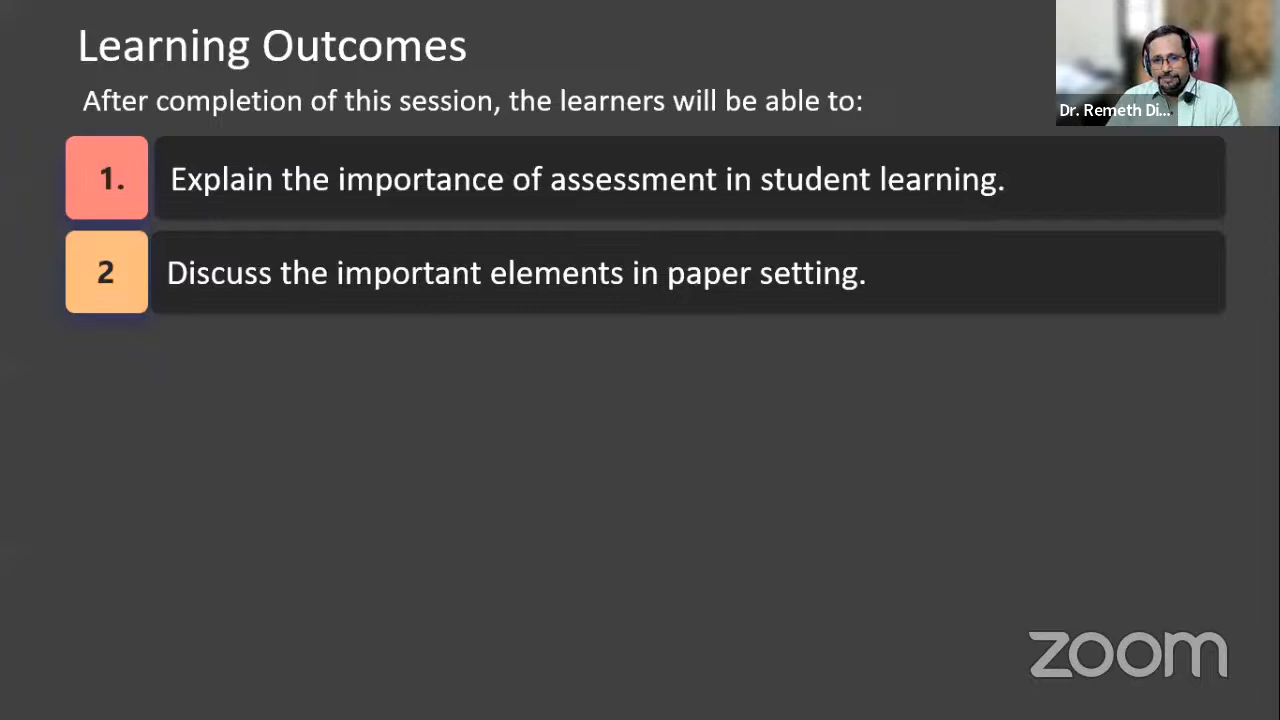 Learning Outcomes
After completion of this session, the learners will be able to:
Dr. Remeth Di...
1. Explain the importance of assessment in student learning.
2 Discuss the important elements in paper setting.
zoom